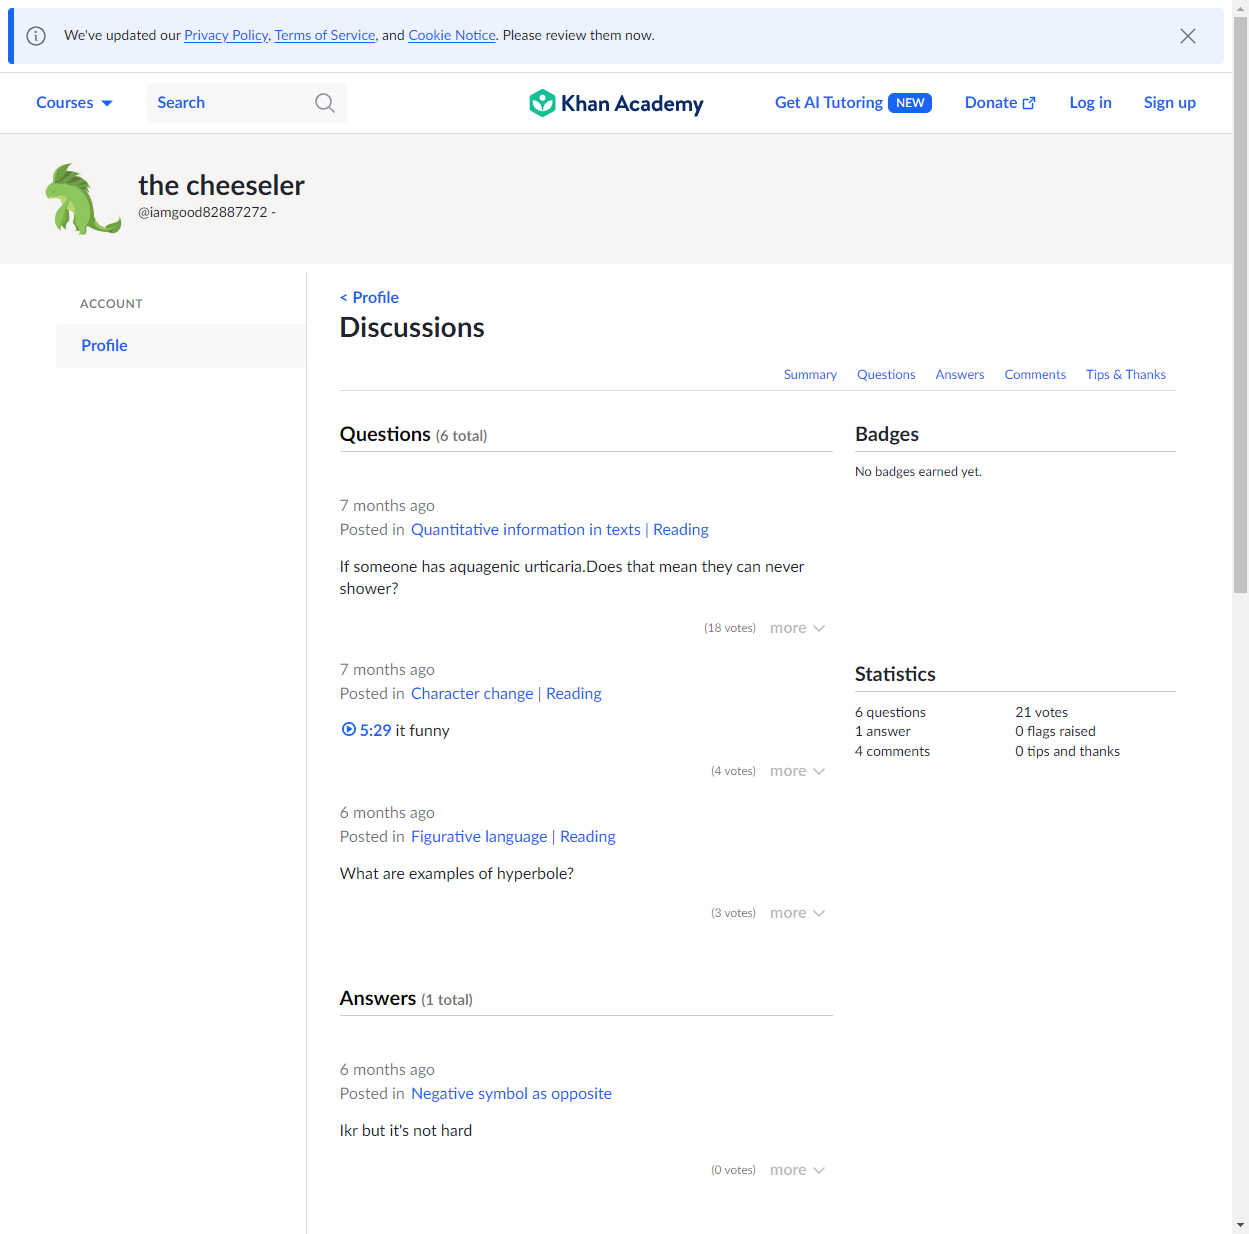 We've updated our Privacy Policy, Terms of Service, and Cookie Notice. Please review them now.
Courses
Search
Khan Academy
Get AI Tutoring NEW
Donate
Log in
Sign up
the cheeseler
@iamgood82887272 -
ACCOUNT
Profile
< Profile
Discussions
Summary Questions Answers Comments Tips & Thanks
Questions (6 total)
7 months ago
Posted in Quantitative information in texts | Reading
If someone has aquagenic urticaria.Does that mean they can never
shower?
(18 votes) more
7 months ago
Posted in Character change | Reading
5:29 it funny
(4 votes) more
6 months ago
Posted in Figurative language | Reading
What are examples of hyperbole?
(3 votes) more
Answers (1 total)
6 months ago
Posted in Negative symbol as opposite
Ikr but it's not hard
(0 votes) more
Badges
No badges earned yet.
Statistics
6 questions
1 answer
4 comments
21 votes
0 flags raised
0 tips and thanks